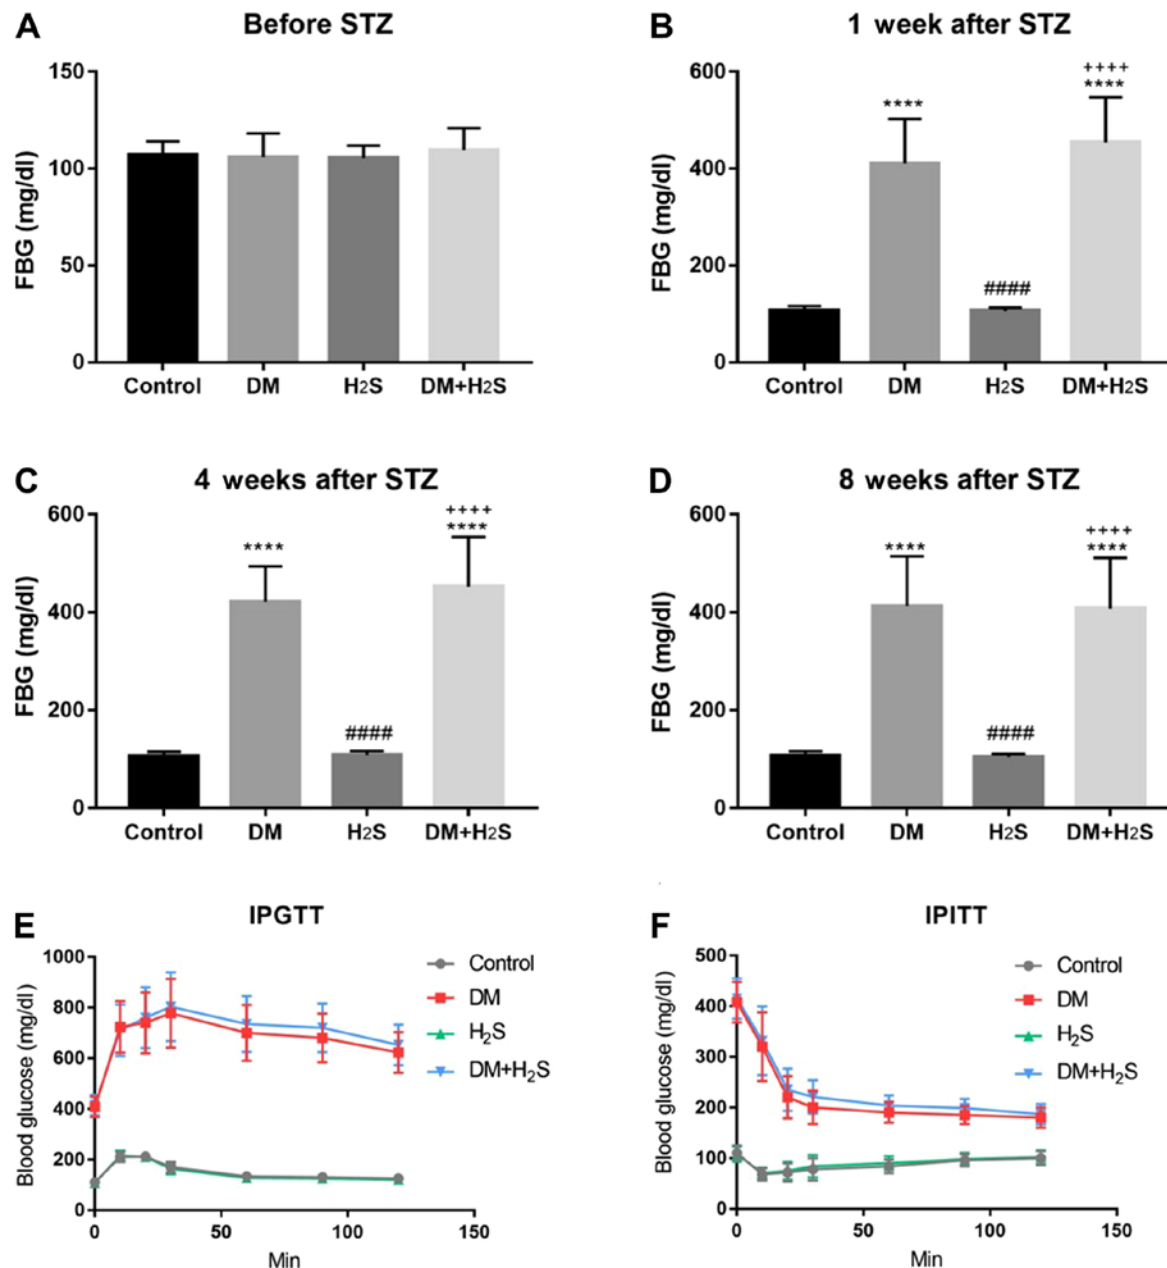 A Before STZ
150
100
50
0
FBG (mg/dl)
Control DM H2S DM+H2S
B 1 week after STZ
600
400
200
0
FBG (mg/dl)
****
####
++++
****
Control DM H2S DM+H2S
C 4 weeks after STZ
600
400
200
0
FBG (mg/dl)
****
####
++++
****
Control DM H2S DM+H2S
D 8 weeks after STZ
600
400
200
0
FBG (mg/dl)
****
####
++++
****
Control DM H2S DM+H2S
E IPGTT
1000
800
600
400
200
0
Blood glucose (mg/dl)
Control
DM
H₂S
DM+H₂S
0 50 100 150
Min
F IPITT
500
400
300
200
100
0
Blood glucose (mg/dl)
Control
DM
H₂S
DM+H₂S
0 50 100 150
Min